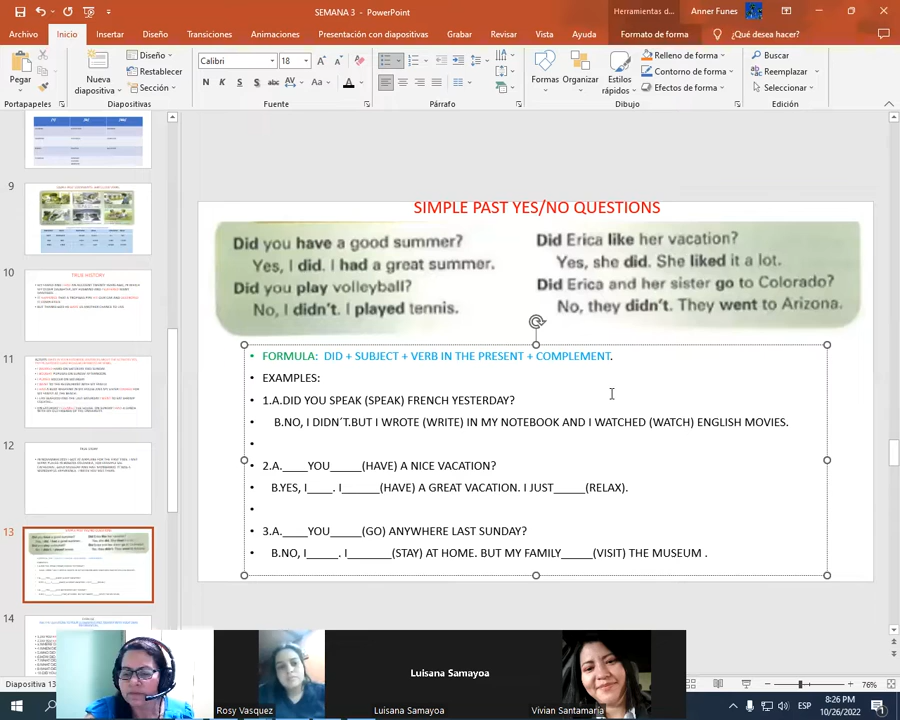 SEMANA 3 - PowerPoint
Herramientas d...
Anner Funes
Archivo
Inicio
Insertar
Diseño
Transiciones
Animaciones
Presentación con diapositivas
Grabar
Revisar
Vista
Ayuda
Formato de forma
¿Qué desea hacer?
Pegar
Nueva diapositiva
Diseño
Restablecer
Sección
Calibri
18
N K S S abc AV Aa A
Formas
Organizar
Estilos rápidos
Relleno de forma
Contorno de forma
Efectos de forma
Buscar
Reemplazar
Seleccionar
Portapapeles
Diapositivas
Fuente
Párrafo
Dibujo
Edición
9
10
TRUE HISTORY
11
12
13
14
SIMPLE PAST YES/NO QUESTIONS
Did you have a good summer?
Yes, I did. I had a great summer.
Did you play volleyball?
No, I didn't. I played tennis.
Did Erica like her vacation?
Yes, she did. She liked it a lot.
Did Erica and her sister go to Colorado?
No, they didn't. They went to Arizona.
• FORMULA: DID + SUBJECT + VERB IN THE PRESENT + COMPLEMENT.
• EXAMPLES:
• 1.A.DID YOU SPEAK (SPEAK) FRENCH YESTERDAY?
• B.NO, I DIDN´T.BUT I WROTE (WRITE) IN MY NOTEBOOK AND I WATCHED (WATCH) ENGLISH MOVIES.
• 2.A.____YOU_____(HAVE) A NICE VACATION?
• B.YES, I____. I______(HAVE) A GREAT VACATION. I JUST_____(RELAX).
• 3.A.____YOU_____(GO) ANYWHERE LAST SUNDAY?
• B.NO, I_____. I_______(STAY) AT HOME. BUT MY FAMILY_____(VISIT) THE MUSEUM .
Luisana Samayoa
Rosy Vasquez
Luisana Samayoa
Vivian Santamaria
Diapositiva 13
76%
ESP
8:26 PM
10/26/2022